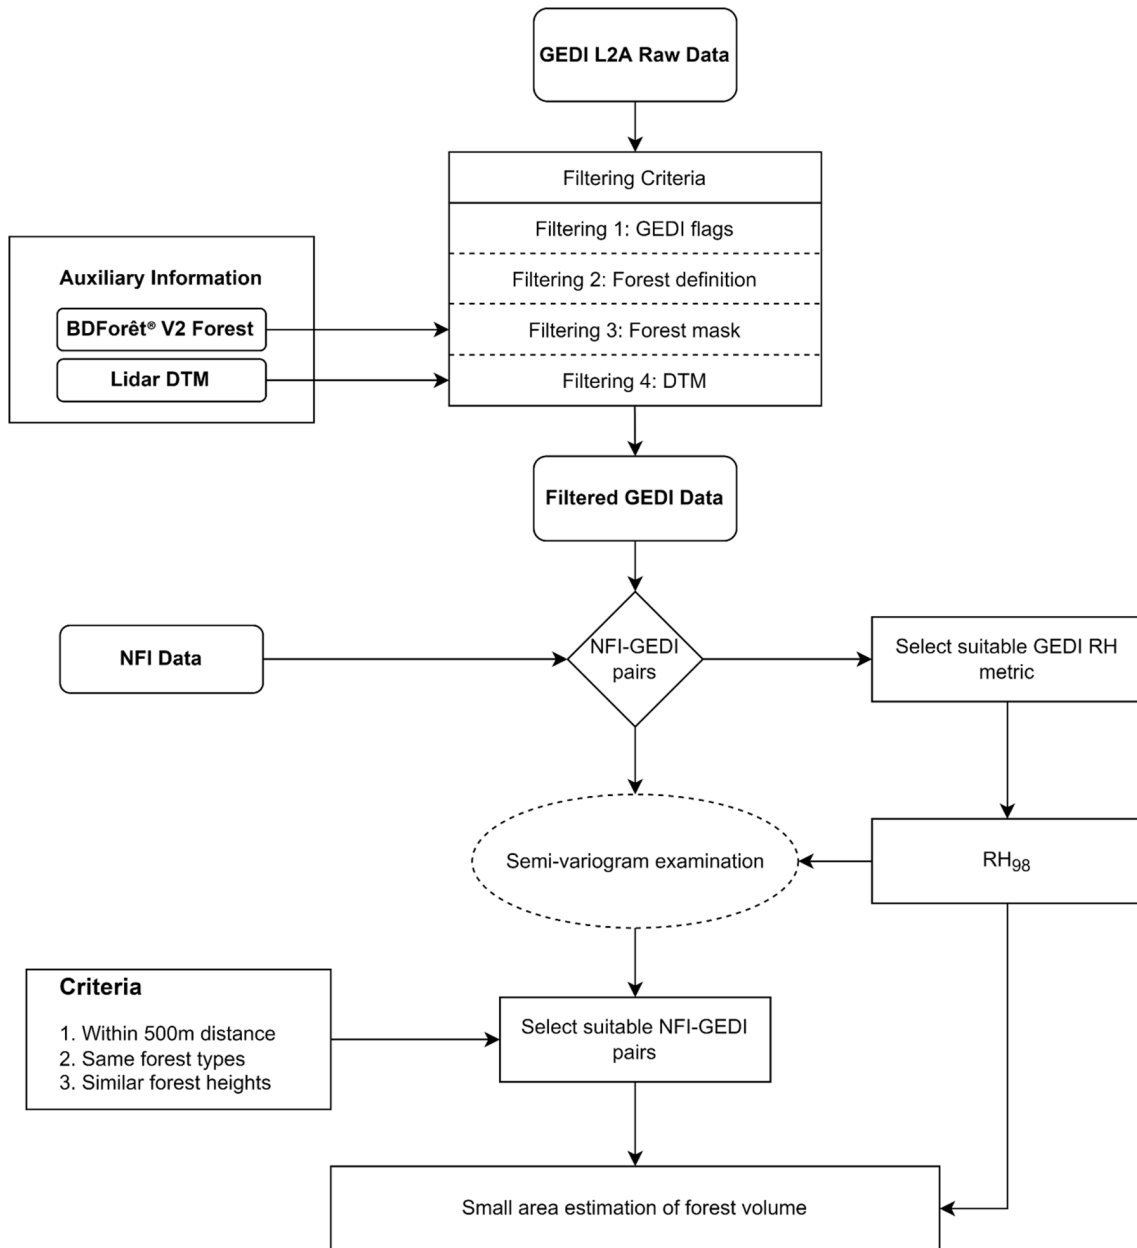 GEDI L2A Raw Data
Filtering Criteria
Filtering 1: GEDI flags
Filtering 2: Forest definition
Filtering 3: Forest mask
Filtering 4: DTM
Auxiliary Information
BDForêt® V2 Forest
Lidar DTM
Filtered GEDI Data
NFI Data
NFI-GEDI
pairs
Select suitable GEDI RH
metric
Semi-variogram examination
RH98
Criteria
1. Within 500m distance
2. Same forest types
3. Similar forest heights
Select suitable NFI-GEDI
pairs
Small area estimation of forest volume